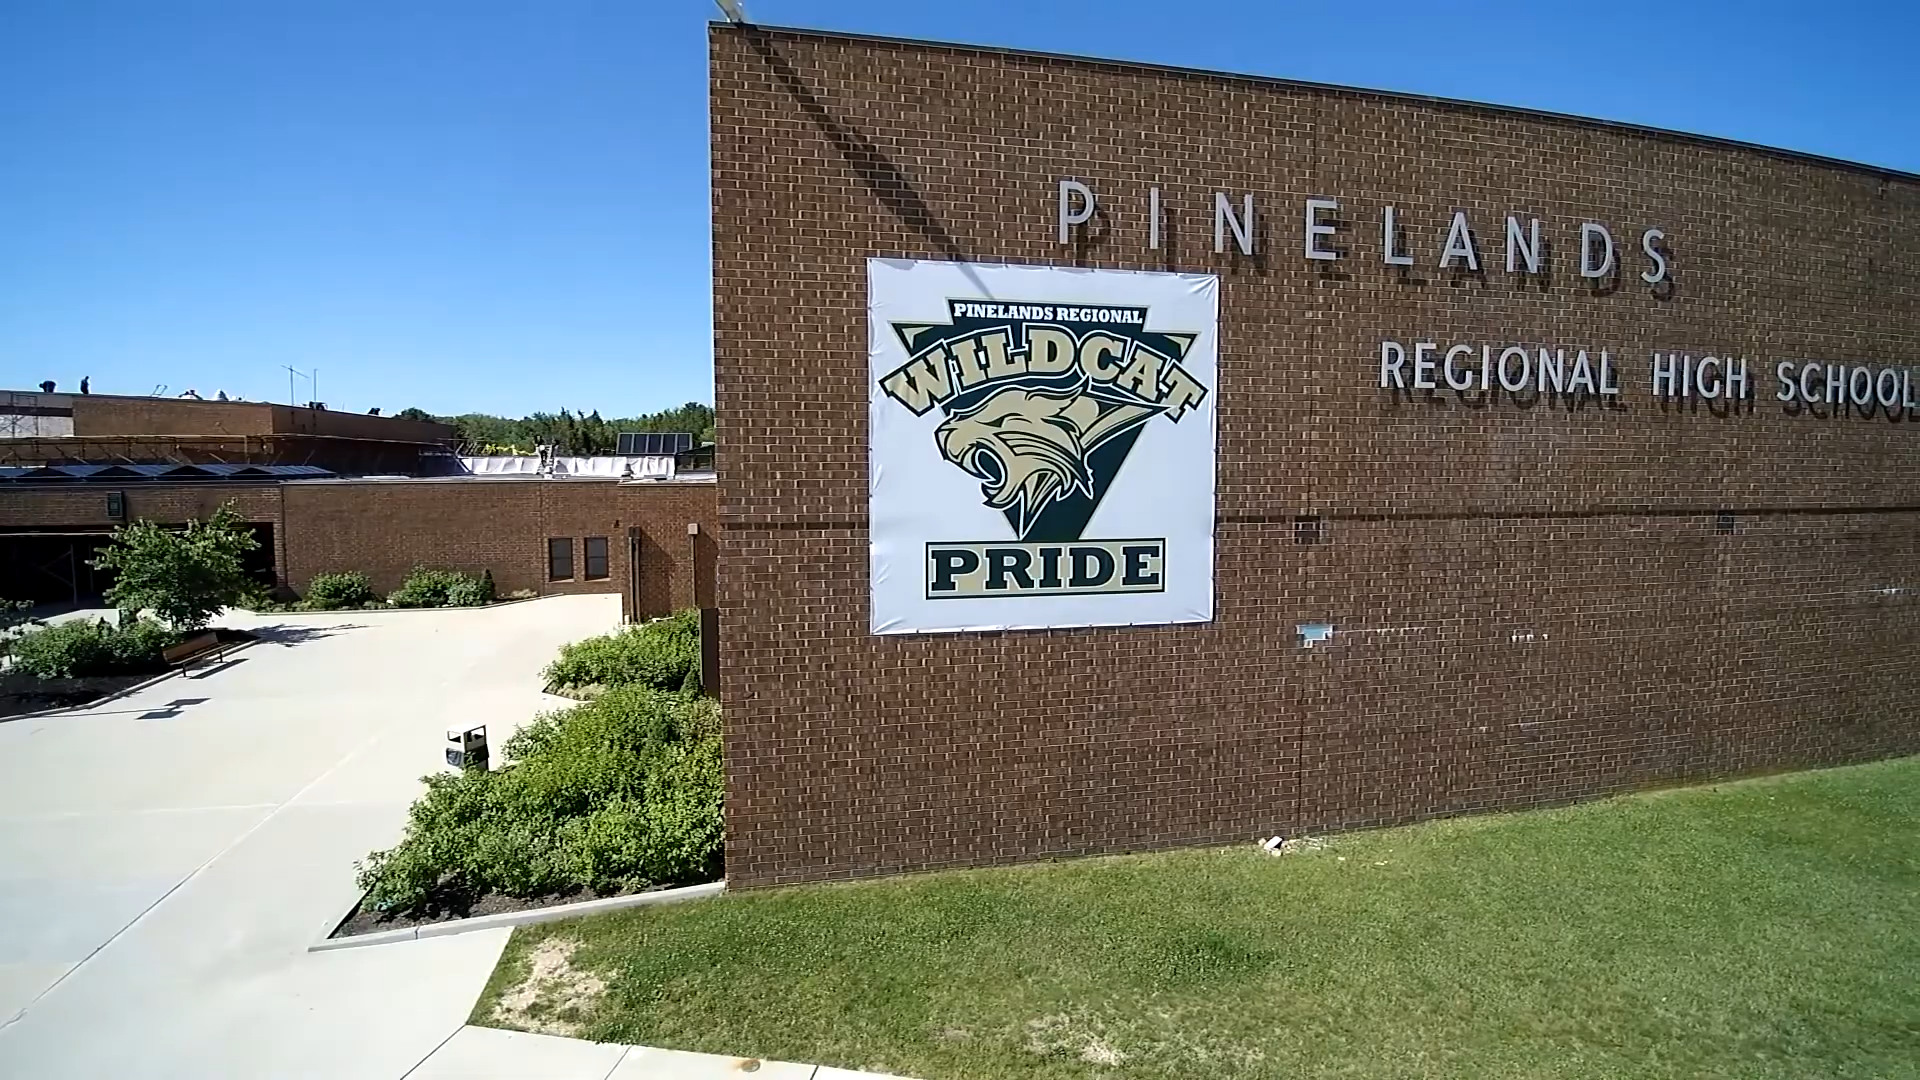 PINELANDS
REGIONAL HIGH SCHOOL
PINELANDS REGIONAL
WILDCAT
PRIDE